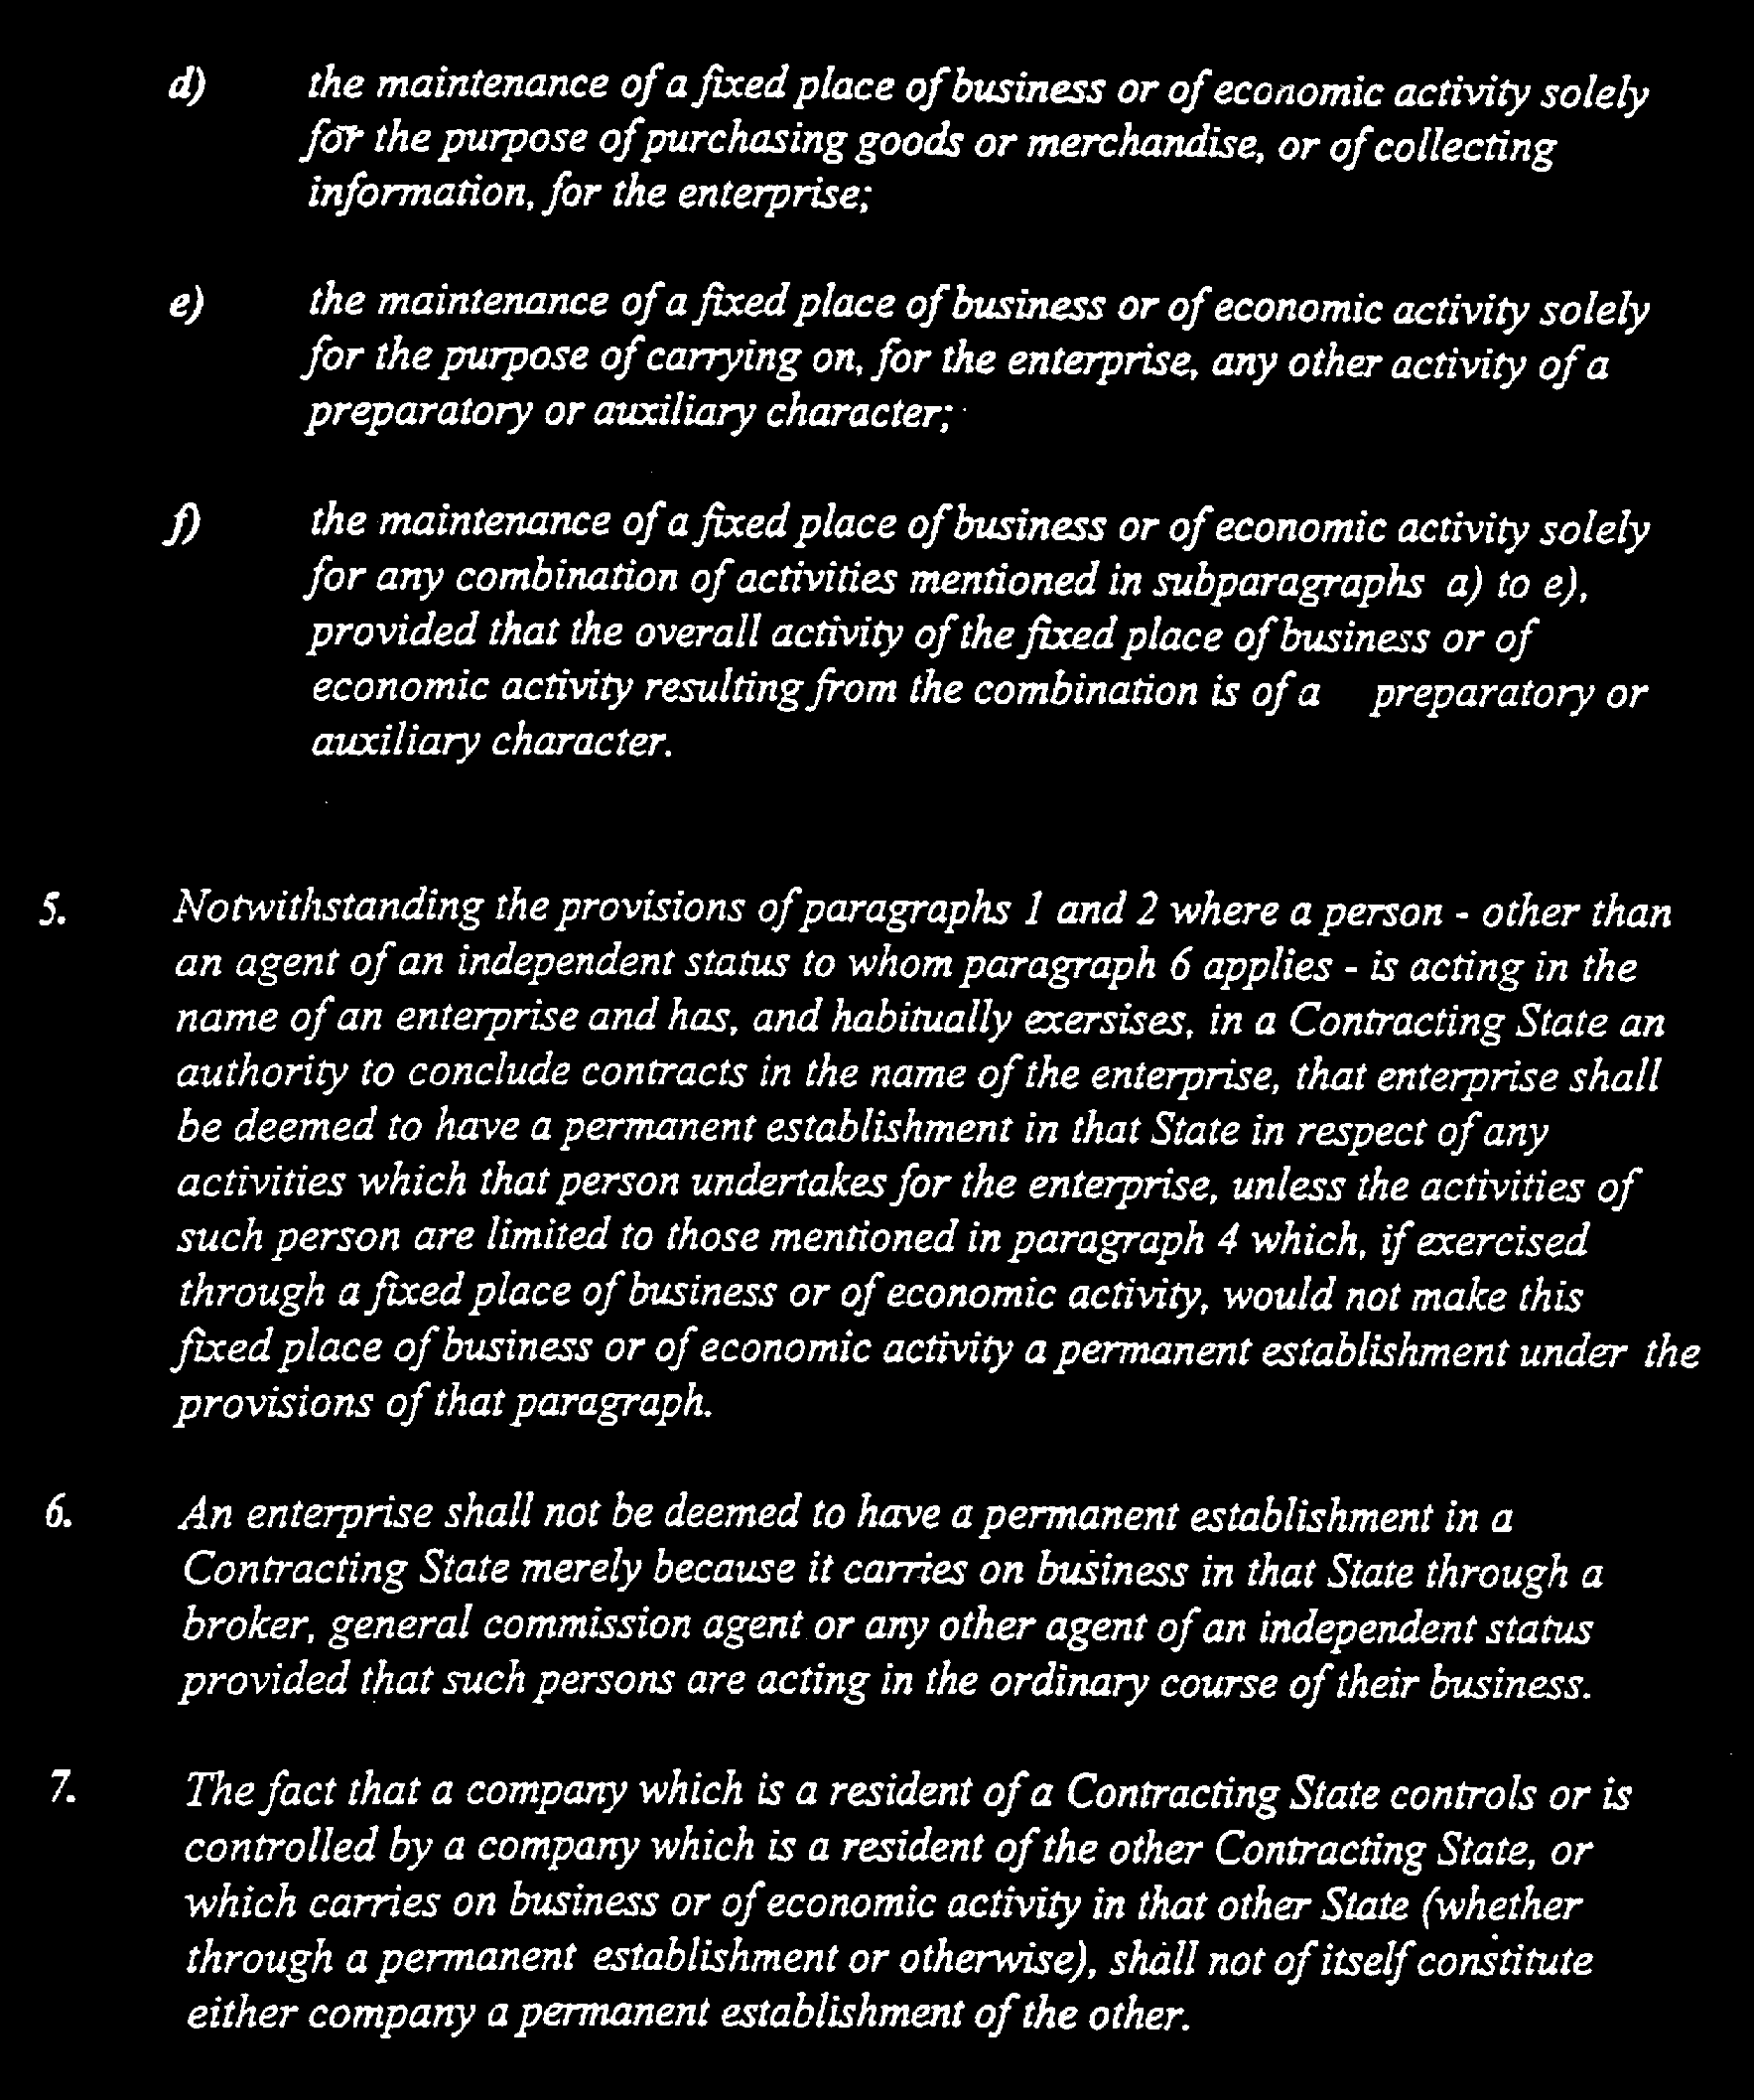 d) the maintenance of a fixed place of business or of economic activity solely
for the purpose of purchasing goods or merchandise, or of collecting
information, for the enterprise;
e) the maintenance of a fixed place of business or of economic activity solely
for the purpose of carrying on, for the enterprise, any other activity of a
preparatory or auxiliary character;
f) the maintenance of a fixed place of business or of economic activity solely
for any combination of activities mentioned in subparagraphs a) to e),
provided that the overall activity of the fixed place of business or of
economic activity resulting from the combination is of a preparatory or
auxiliary character.
5. Notwithstanding the provisions of paragraphs 1 and 2 where a person - other than
an agent of an independent status to whom paragraph 6 applies - is acting in the
name of an enterprise and has, and habitually exersises, in a Contracting State an
authority to conclude contracts in the name of the enterprise, that enterprise shall
be deemed to have a permanent establishment in that State in respect of any
activities which that person undertakes for the enterprise, unless the activities of
such person are limited to those mentioned in paragraph 4 which, if exercised
through a fixed place of business or of economic activity, would not make this
fixed place of business or of economic activity a permanent establishment under the
provisions of that paragraph.
6. An enterprise shall not be deemed to have a permanent establishment in a
Contracting State merely because it carries on business in that State through a
broker, general commission agent or any other agent of an independent status
provided that such persons are acting in the ordinary course of their business.
7. The fact that a company which is a resident of a Contracting State controls or is
controlled by a company which is a resident of the other Contracting State, or
which carries on business or of economic activity in that other State (whether
through a permanent establishment or otherwise), shall not of itself constitute
either company a permanent establishment of the other.